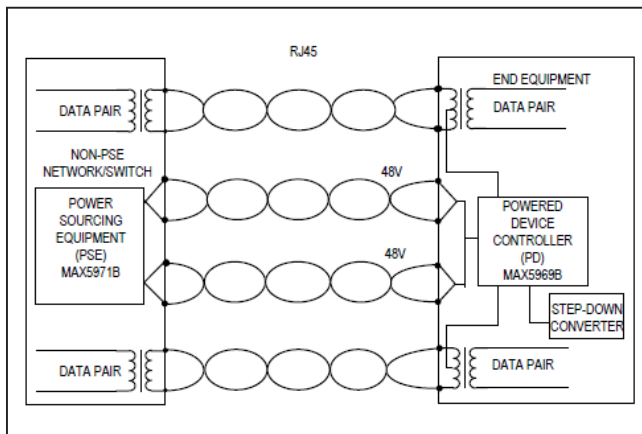 RJ45
END EQUIPMENT
DATA PAIR
DATA PAIR
NON-PSE
NETWORK/SWITCH
48V
POWER
SOURCING
EQUIPMENT
(PSE)
MAX5971B
POWERED
DEVICE
CONTROLLER
(PD)
MAX5969B
48V
STEP-DOWN
CONVERTER
DATA PAIR
DATA PAIR